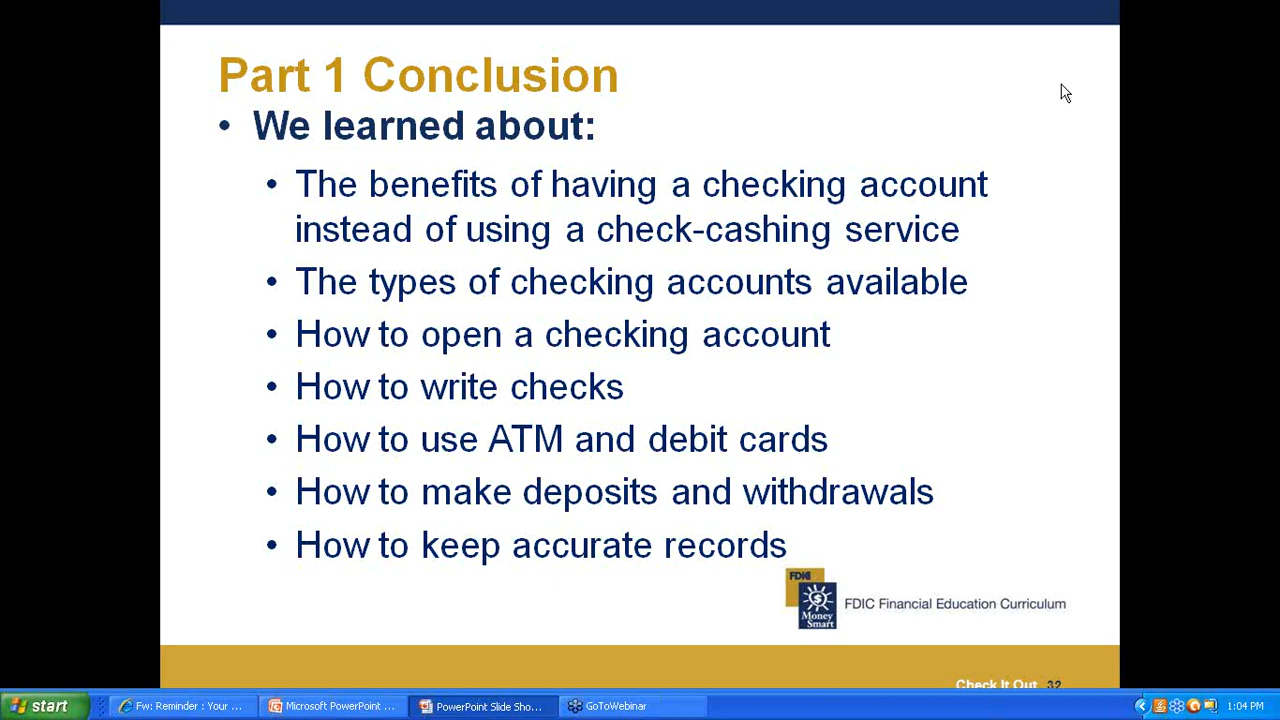 Part 1 Conclusion
• We learned about:
• The benefits of having a checking account
instead of using a check-cashing service
• The types of checking accounts available
• How to open a checking account
• How to write checks
• How to use ATM and debit cards
• How to make deposits and withdrawals
• How to keep accurate records
FDIC
Money
Smart
FDIC Financial Education Curriculum
Check It Out 32
start
Fw: Reminder : Your ...
Microsoft PowerPoint ...
PowerPoint Slide Sho...
GoToWebinar
1:04 PM